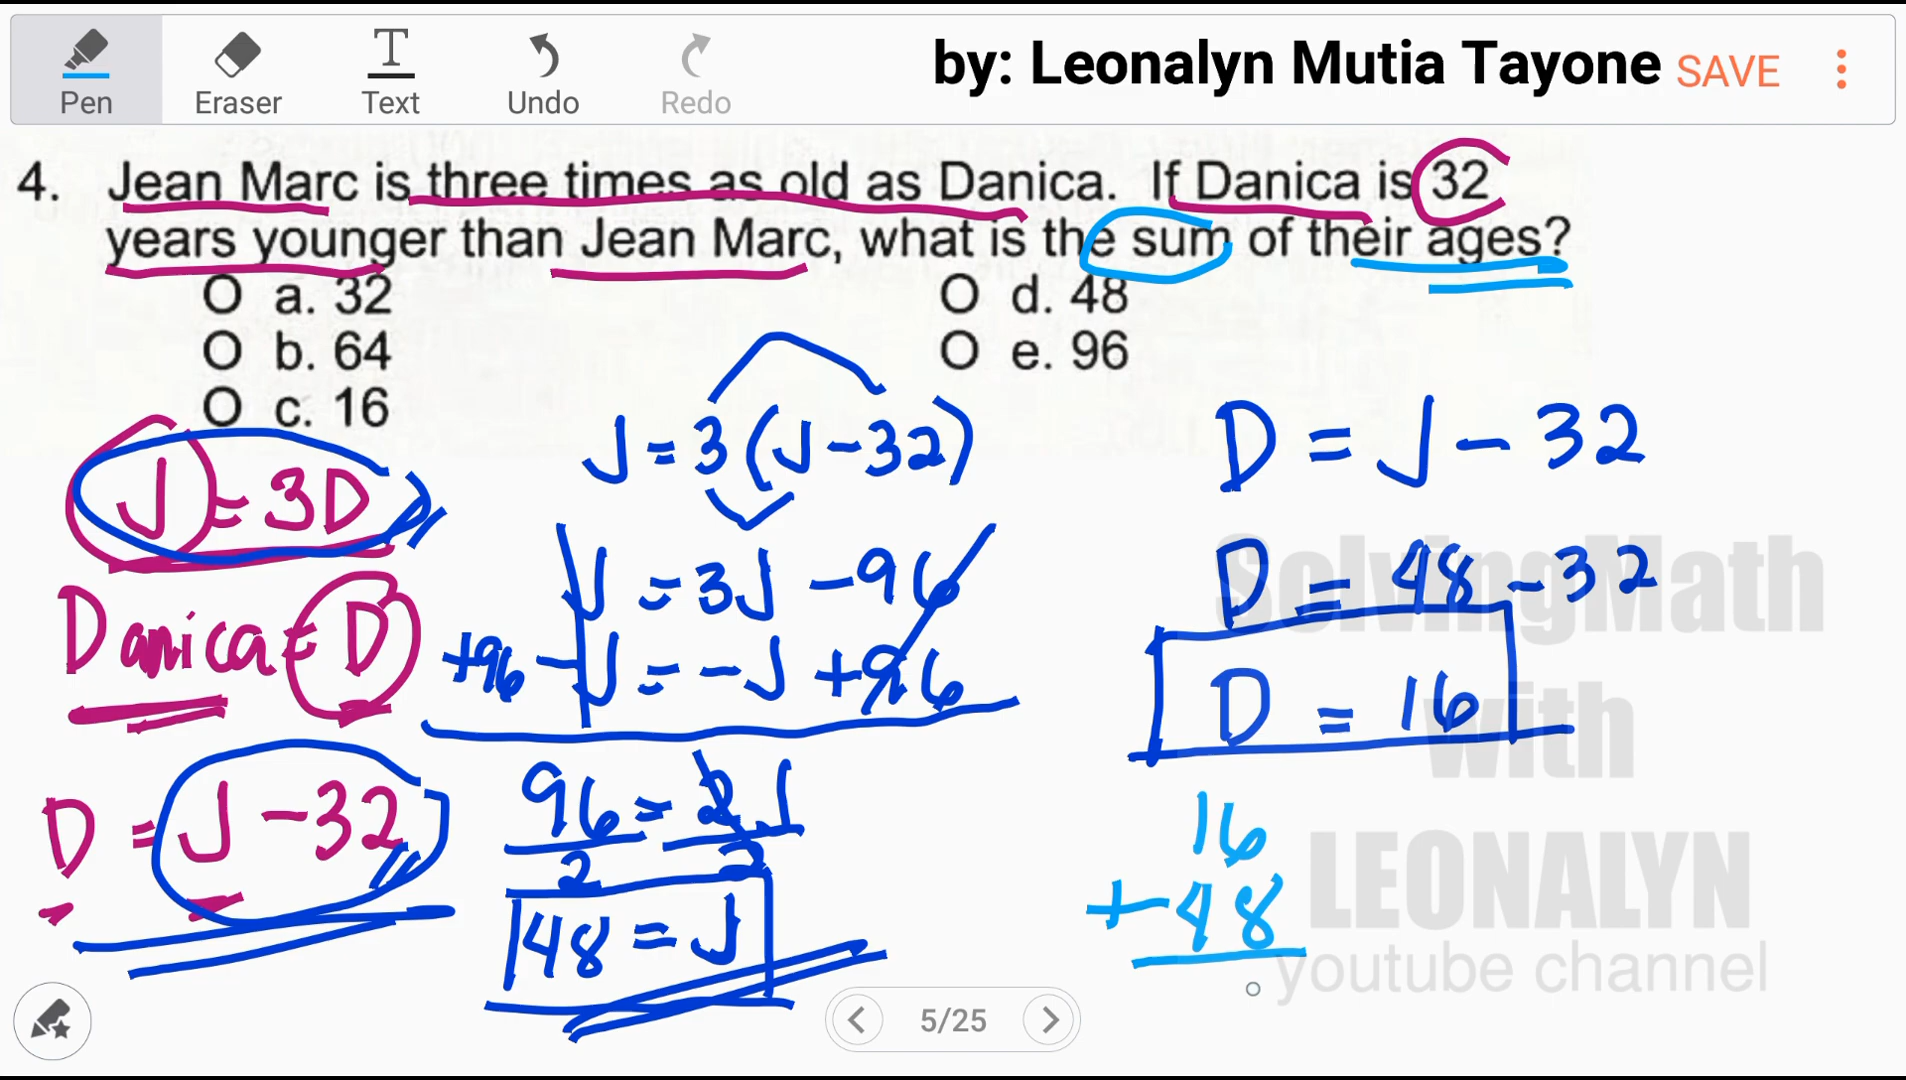 Pen Eraser Text Undo Redo by: Leonalyn Mutia Tayone SAVE
4. Jean Marc is three times as old as Danica. If Danica is 32
years younger than Jean Marc, what is the sum of their ages?
O a. 32
O b. 64
O c. 16
O d. 48
O e. 96
J = 3D
Danica = D
D = J - 32
J = 3(J - 32)
J = 3J - 96
+96 - J = -J + 96
96 = 2J
2 2
48 = J
D = J - 32
D = 48 - 32
D = 16
16
+ 48
SolvingMath
with
LEONALYN
youtube channel
5/25